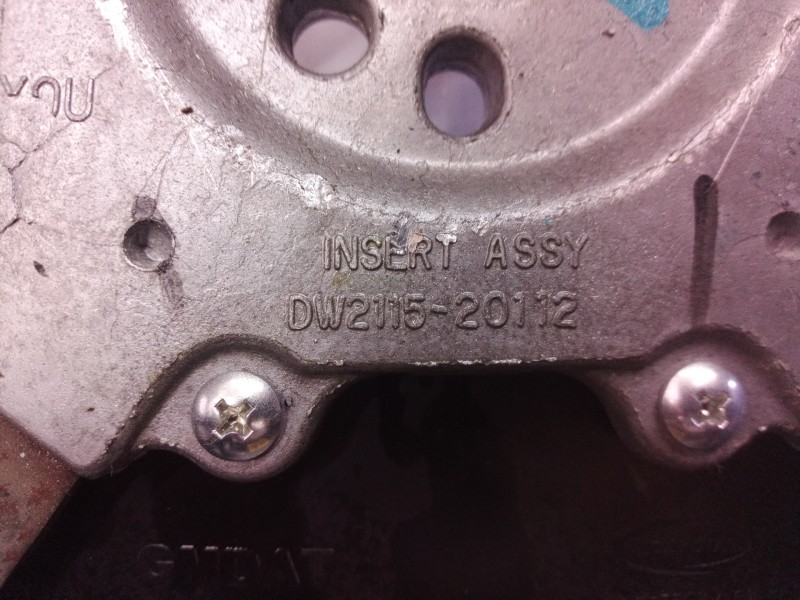 INSERT ASSY
DW2115-20112
GMDAT